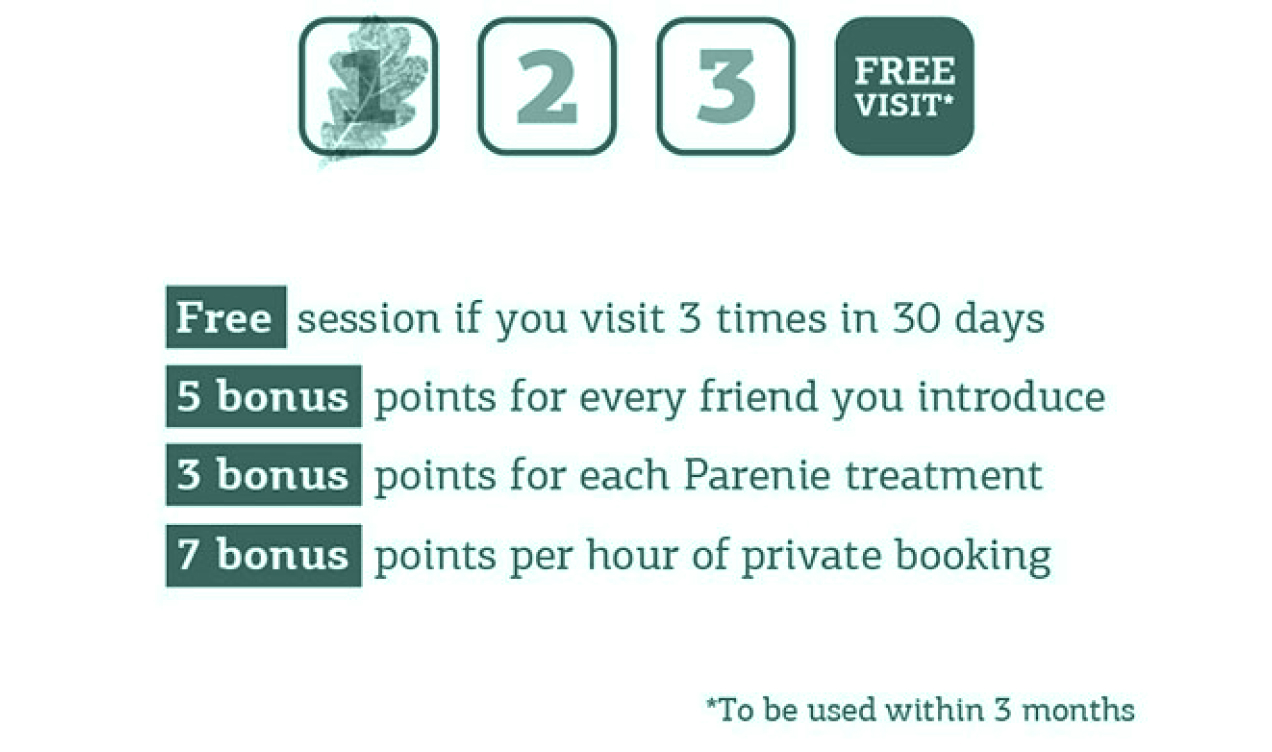 1 2 3 FREE
VISIT*
Free session if you visit 3 times in 30 days
5 bonus points for every friend you introduce
3 bonus points for each Parenie treatment
7 bonus points per hour of private booking
*To be used within 3 months